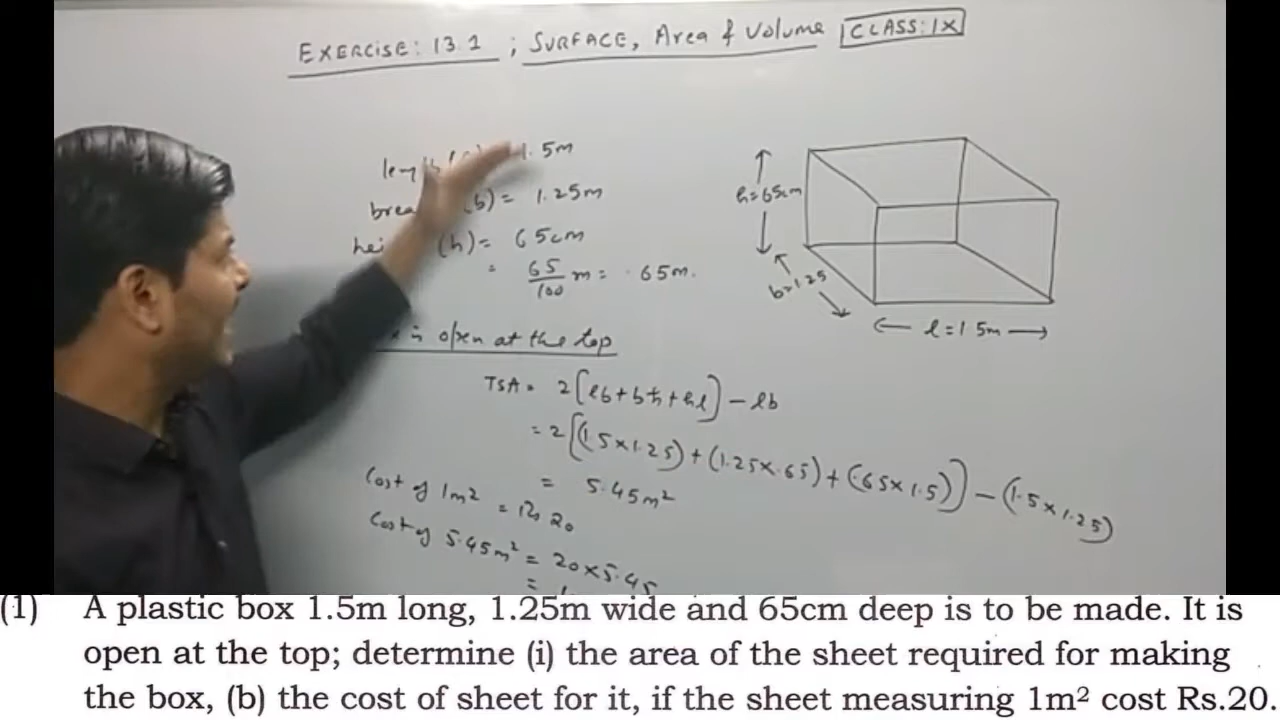 EXERCISE: 13.1 ; SURFACE, Area & Volume CLASS: IX
1.5m
(b) = 1.25m
(h) = 65cm
= 65/100 m = .65m.
h=65cm
b=1.25
l=1.5m
is open at the top
TSA = 2[lb+bh+hl] - lb
= 2[(1.5×1.25) + (1.25×.65) + (.65×1.5)] - (1.5×1.25)
= 5.45m²
Cost of 1m² = Rs 20
Cost of 5.45m² = 20×5.45
=
(1) A plastic box 1.5m long, 1.25m wide and 65cm deep is to be made. It is
open at the top; determine (i) the area of the sheet required for making
the box, (b) the cost of sheet for it, if the sheet measuring 1m² cost Rs.20.